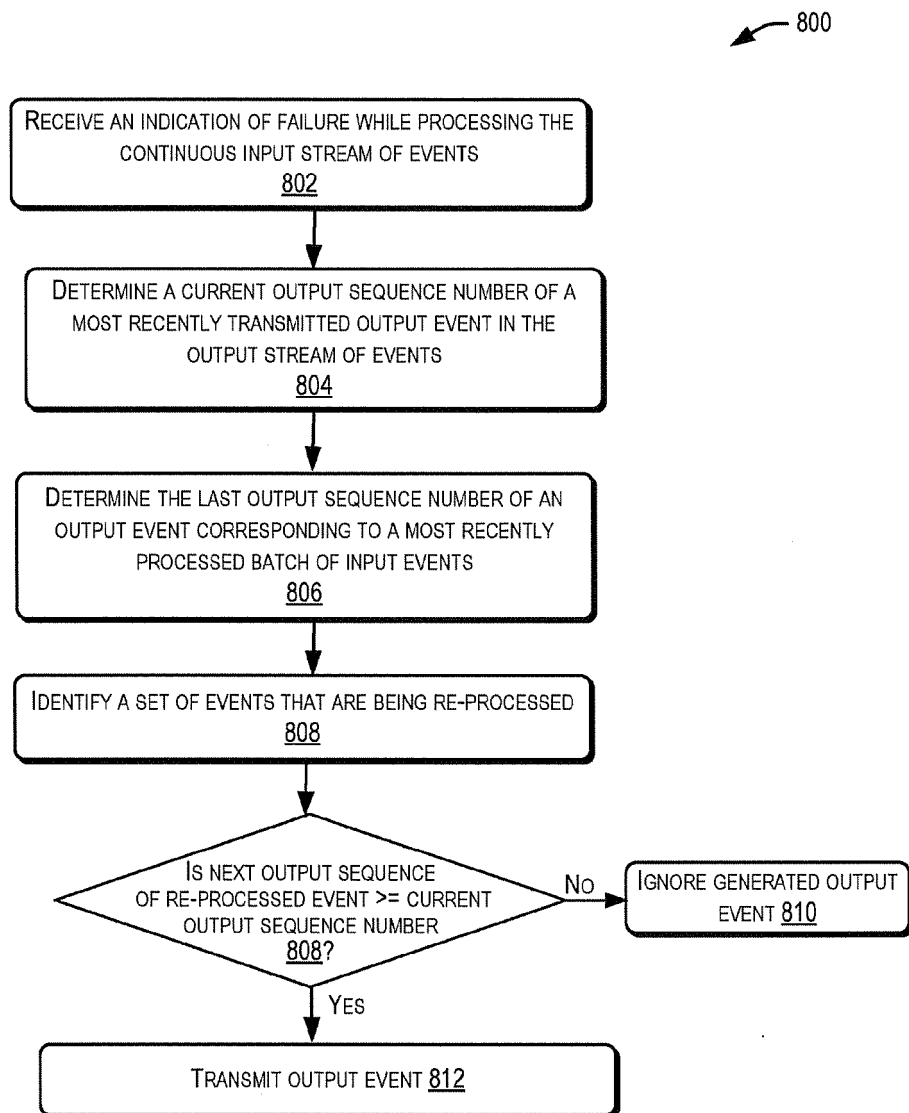 800
RECEIVE AN INDICATION OF FAILURE WHILE PROCESSING THE
CONTINUOUS INPUT STREAM OF EVENTS
802
DETERMINE A CURRENT OUTPUT SEQUENCE NUMBER OF A
MOST RECENTLY TRANSMITTED OUTPUT EVENT IN THE
OUTPUT STREAM OF EVENTS
804
DETERMINE THE LAST OUTPUT SEQUENCE NUMBER OF AN
OUTPUT EVENT CORRESPONDING TO A MOST RECENTLY
PROCESSED BATCH OF INPUT EVENTS
806
IDENTIFY A SET OF EVENTS THAT ARE BEING RE-PROCESSED
808
IS NEXT OUTPUT SEQUENCE
OF RE-PROCESSED EVENT >= CURRENT
OUTPUT SEQUENCE NUMBER
808?
NO
IGNORE GENERATED OUTPUT
EVENT 810
YES
TRANSMIT OUTPUT EVENT 812